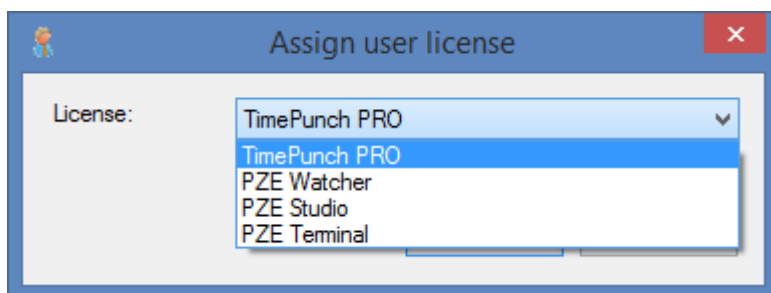 Assign user license
License:
TimePunch PRO
TimePunch PRO
PZE Watcher
PZE Studio
PZE Terminal